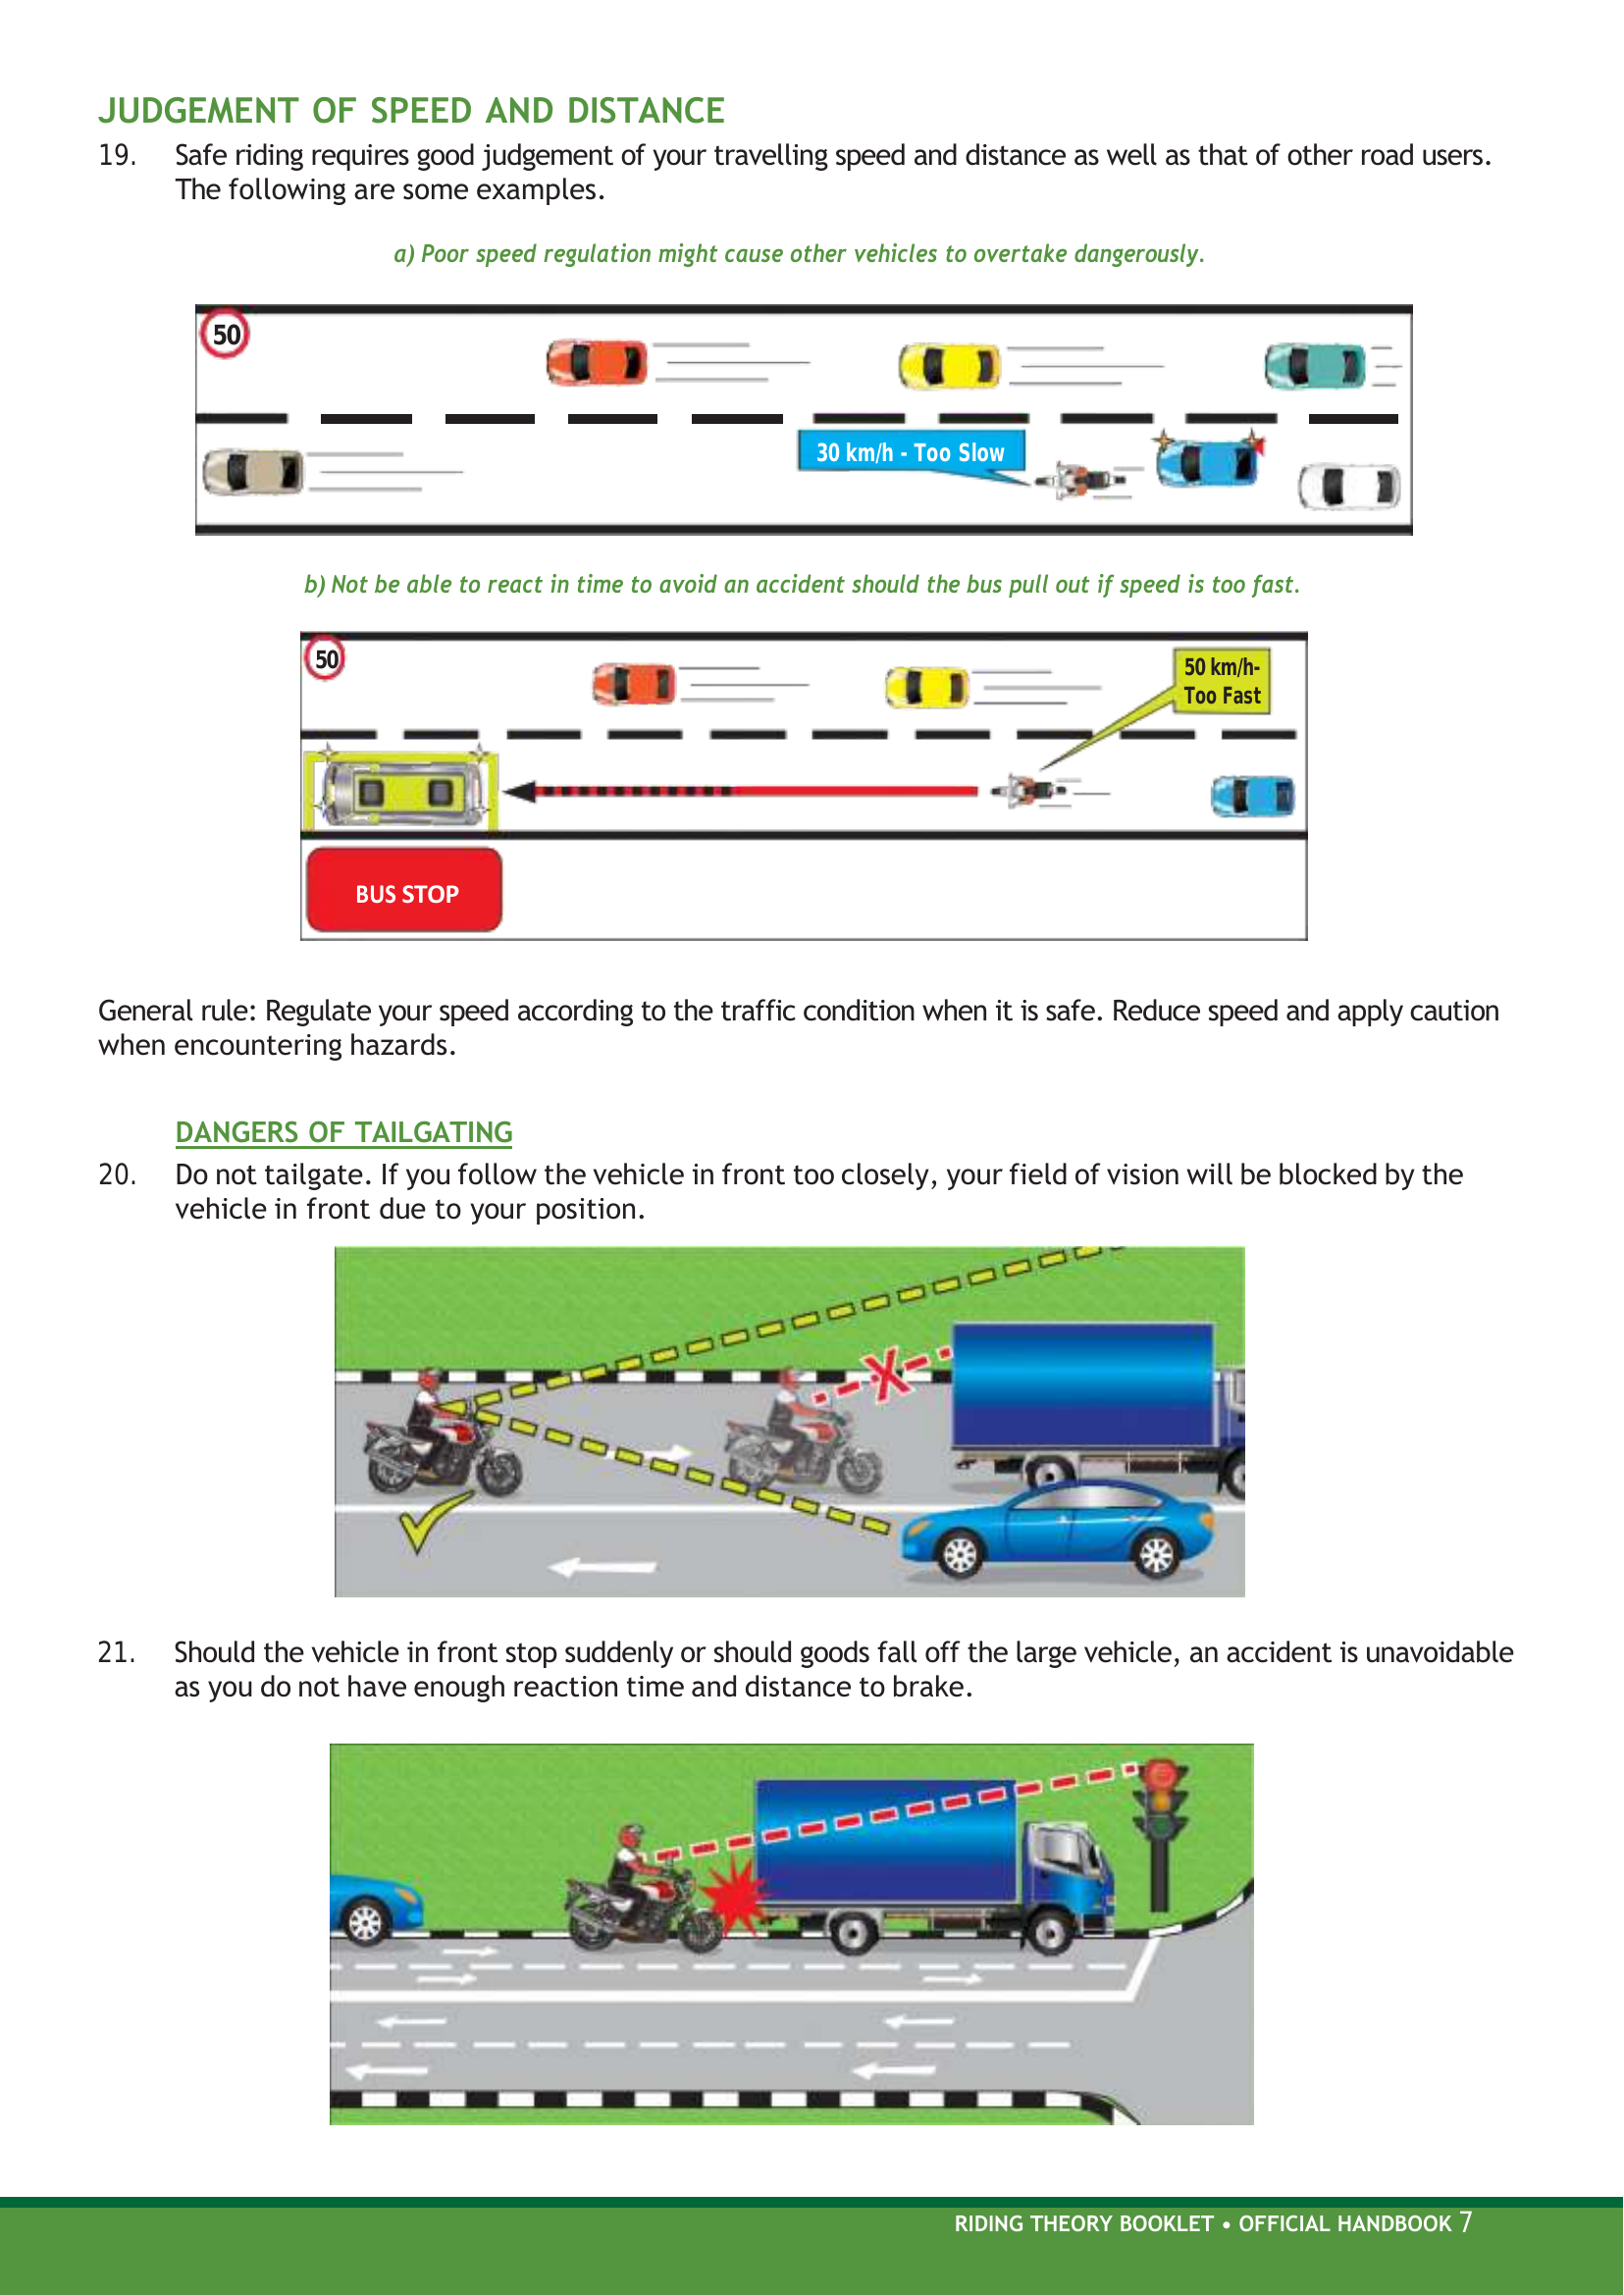 JUDGEMENT OF SPEED AND DISTANCE
19. Safe riding requires good judgement of your travelling speed and distance as well as that of other road users.
The following are some examples.
a) Poor speed regulation might cause other vehicles to overtake dangerously.
50
30 km/h - Too Slow
b) Not be able to react in time to avoid an accident should the bus pull out if speed is too fast.
50
50 km/h-
Too Fast
BUS STOP
General rule: Regulate your speed according to the traffic condition when it is safe. Reduce speed and apply caution
when encountering hazards.
DANGERS OF TAILGATING
20. Do not tailgate. If you follow the vehicle in front too closely, your field of vision will be blocked by the
vehicle in front due to your position.
21. Should the vehicle in front stop suddenly or should goods fall off the large vehicle, an accident is unavoidable
as you do not have enough reaction time and distance to brake.
RIDING THEORY BOOKLET • OFFICIAL HANDBOOK 7